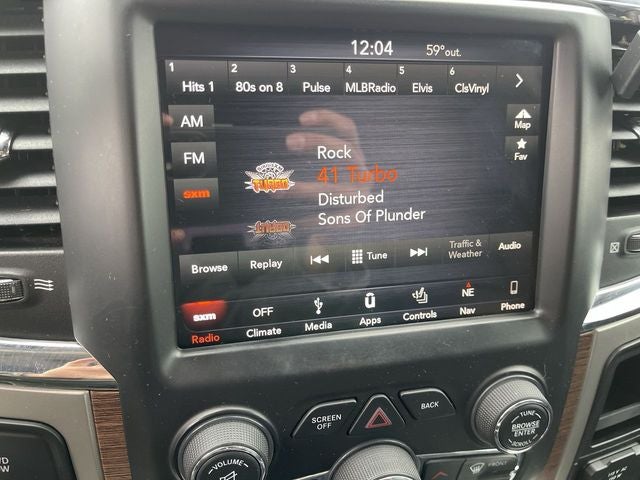 12:04 59° out.
1 2 3 4 5 6
Hits 1 80s on 8 Pulse MLBRadio Elvis ClsVinyl
AM
Map
FM
Fav
sxm
Rock
41 Turbo
TURBO
Disturbed
Sons Of Plunder
Browse Replay Tune Traffic & Weather Audio
sxm OFF NE
Radio Climate Media Apps Controls Nav Phone
SCREEN OFF
BACK
TUNE
BROWSE
ENTER
SCROLL
VOLUME
FRONT